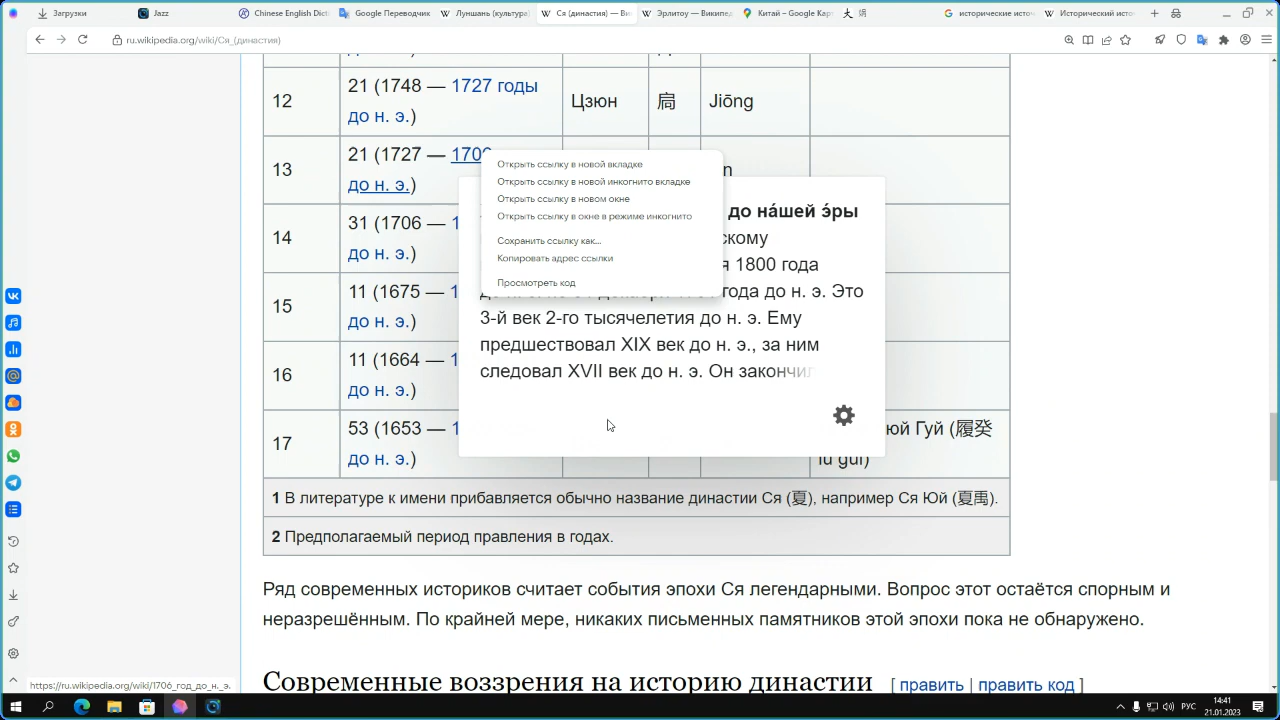 Загрузки
Jazz
Chinese English Dict
Google Переводчик
Луншань (культура)
Ся (династия) — Ви
Эрлитоу — Википед
Китай – Google Кар
исторические источ
Исторический исто
ru.wikipedia.org/wiki/Ся_(династия)
12
21 (1748 — 1727 годы
до н. э.)
Цзюн
扃
Jiōng
13
21 (1727 —
до н. э.)
14
31 (1706 —
до н. э.)
15
11 (1675 —
до н. э.)
16
11 (1664 —
до н. э.)
17
53 (1653 —
до н. э.)
Открыть ссылку в новой вкладке
Открыть ссылку в новой инкогнито вкладке
Открыть ссылку в новом окне
Открыть ссылку в окне в режиме инкогнито
Сохранить ссылку как...
Копировать адрес ссылки
Просмотреть код
до на́шей э́ры
скому
я 1800 года
года до н. э. Это
3-й век 2-го тысячелетия до н. э. Ему
предшествовал XIX век до н. э., за ним
следовал XVII век до н. э. Он закончил
юй Гуй (履癸
1 В литературе к имени прибавляется обычно название династии Ся (夏), например Ся Юй (夏禹).
2 Предполагаемый период правления в годах.
Ряд современных историков считает события эпохи Ся легендарными. Вопрос этот остаётся спорным и
неразрешённым. По крайней мере, никаких письменных памятников этой эпохи пока не обнаружено.
Современные воззрения на историю династии [ править | править код ]
https://ru.wikipedia.org/wiki/1706_год_до_н._э.
РУС
14:41
21.01.2023